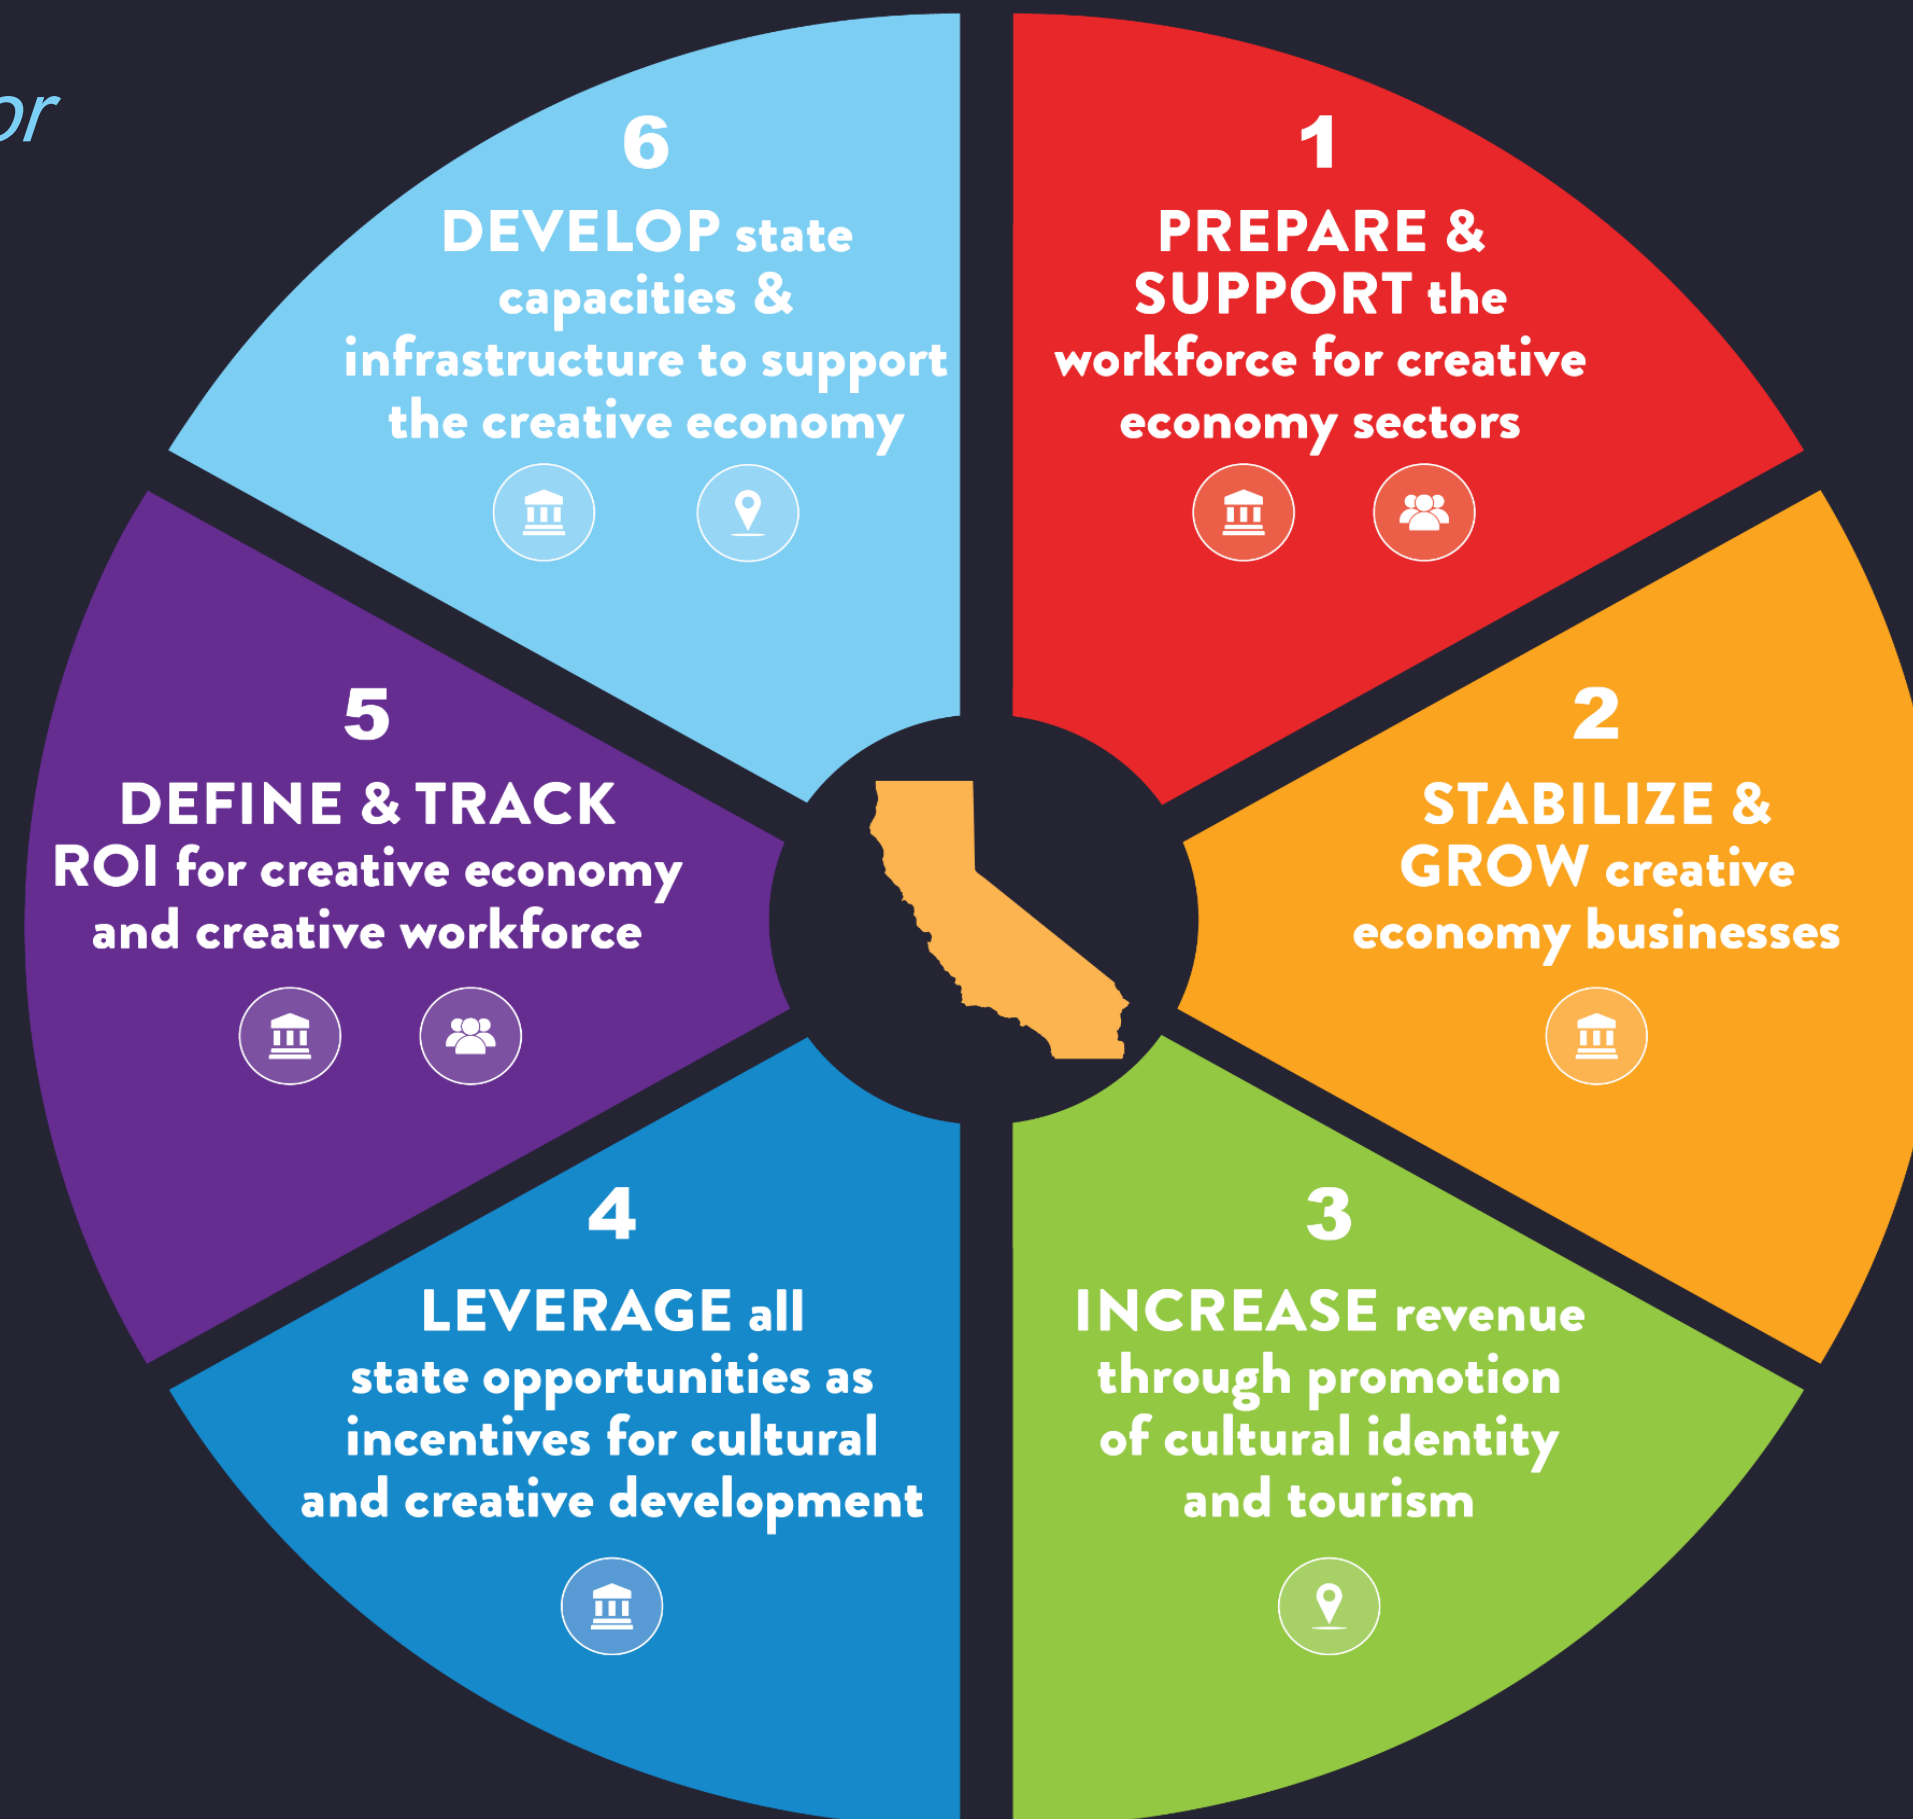 or
6
DEVELOP state
capacities &
infrastructure to support
the creative economy
1
PREPARE &
SUPPORT the
workforce for creative
economy sectors
5
DEFINE & TRACK
ROI for creative economy
and creative workforce
2
STABILIZE &
GROW creative
economy businesses
4
LEVERAGE all
state opportunities as
incentives for cultural
and creative development
3
INCREASE revenue
through promotion
of cultural identity
and tourism